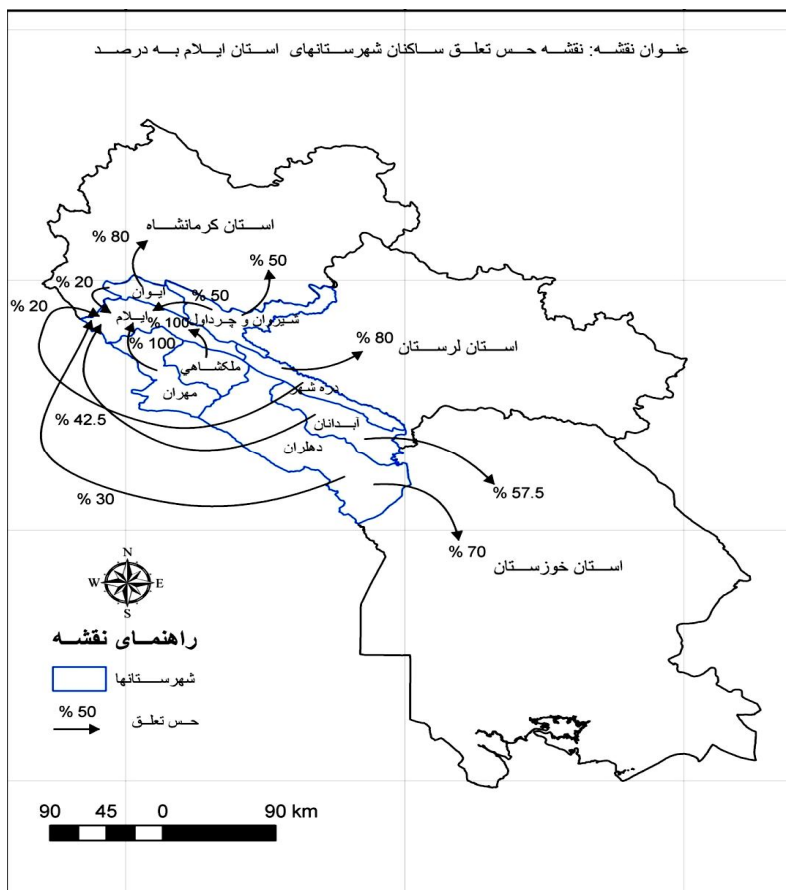 عنوان نقشه: نقشه حس تعلق ساکنان شهرستانهای استان ایلام به درصد
استان کرمانشاه
% 80
% 50
% 20
ایوان
% 50
% 20
ایلام
% 100
شیروان و چرداول
% 100
ملکشاهي
مهران
% 80
استان لرستان
دره شهر
آبدانان
% 42.5
دهلران
% 57.5
% 30
% 70
استان خوزستان
N
W E
S
راهنمای نقشه
شهرستانها
% 50
حس تعلق
90 45 0 90 km